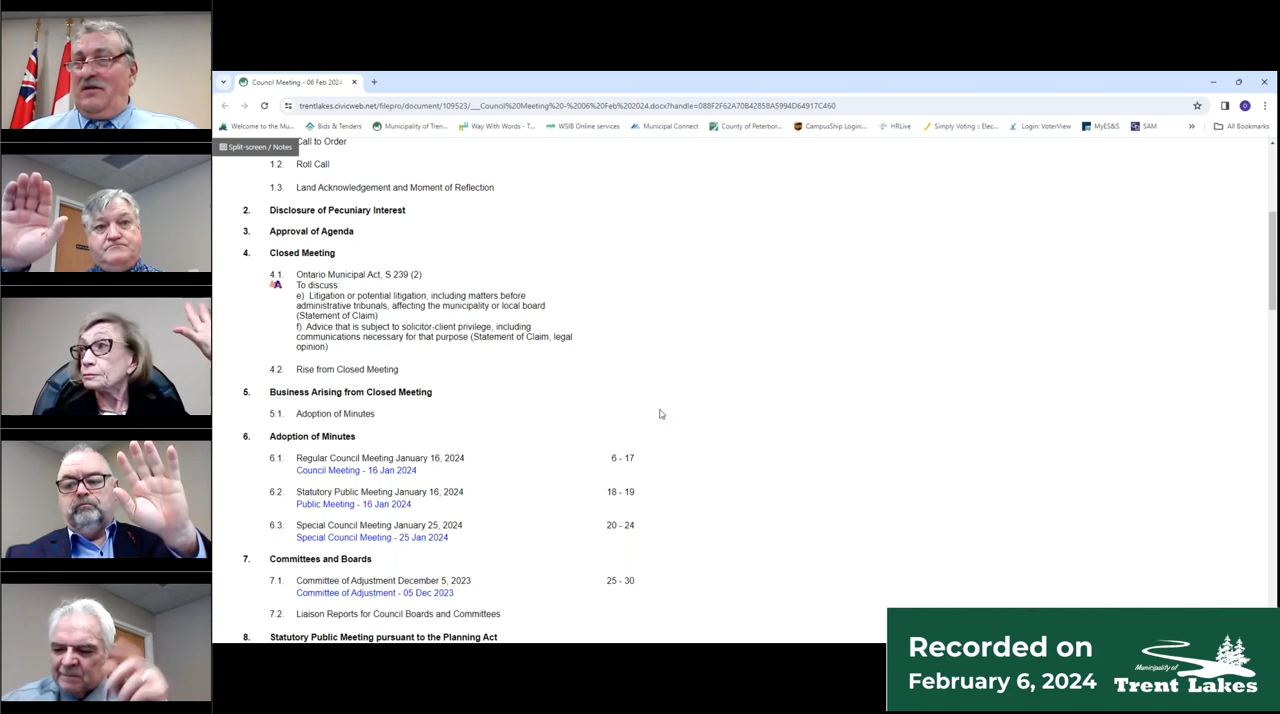 Council Meeting - 06 Feb 2024
trentlakes.civicweb.net/filepro/document/109523/__Council%20Meeting%20-%2006%20Feb%202024.docx?handle=088F2F62A70B42858A5994D64917C460
Welcome to the Mu... Bids & Tenders Municipality of Tren... Way With Words - T... WSIB Online services Municipal Connect County of Peterbor... CampusShip Login:... HRLive Simply Voting :: Elec... Login: VoterView MyES&S SAM » All Bookmarks
Split-screen / Notes
Call to Order
1.2. Roll Call
1.3. Land Acknowledgement and Moment of Reflection
2. Disclosure of Pecuniary Interest
3. Approval of Agenda
4. Closed Meeting
4.1. Ontario Municipal Act, S.239 (2)
To discuss:
e) Litigation or potential litigation, including matters before
administrative tribunals, affecting the municipality or local board
(Statement of Claim)
f) Advice that is subject to solicitor-client privilege, including
communications necessary for that purpose (Statement of Claim, legal
opinion)
4.2. Rise from Closed Meeting
5. Business Arising from Closed Meeting
5.1. Adoption of Minutes
6. Adoption of Minutes
6.1. Regular Council Meeting January 16, 2024 6 - 17
Council Meeting - 16 Jan 2024
6.2. Statutory Public Meeting January 16, 2024 18 - 19
Public Meeting - 16 Jan 2024
6.3. Special Council Meeting January 25, 2024 20 - 24
Special Council Meeting - 25 Jan 2024
7. Committees and Boards
7.1. Committee of Adjustment December 5, 2023 25 - 30
Committee of Adjustment - 05 Dec 2023
7.2. Liaison Reports for Council Boards and Committees
8. Statutory Public Meeting pursuant to the Planning Act
Recorded on
February 6, 2024
Municipality of
Trent Lakes